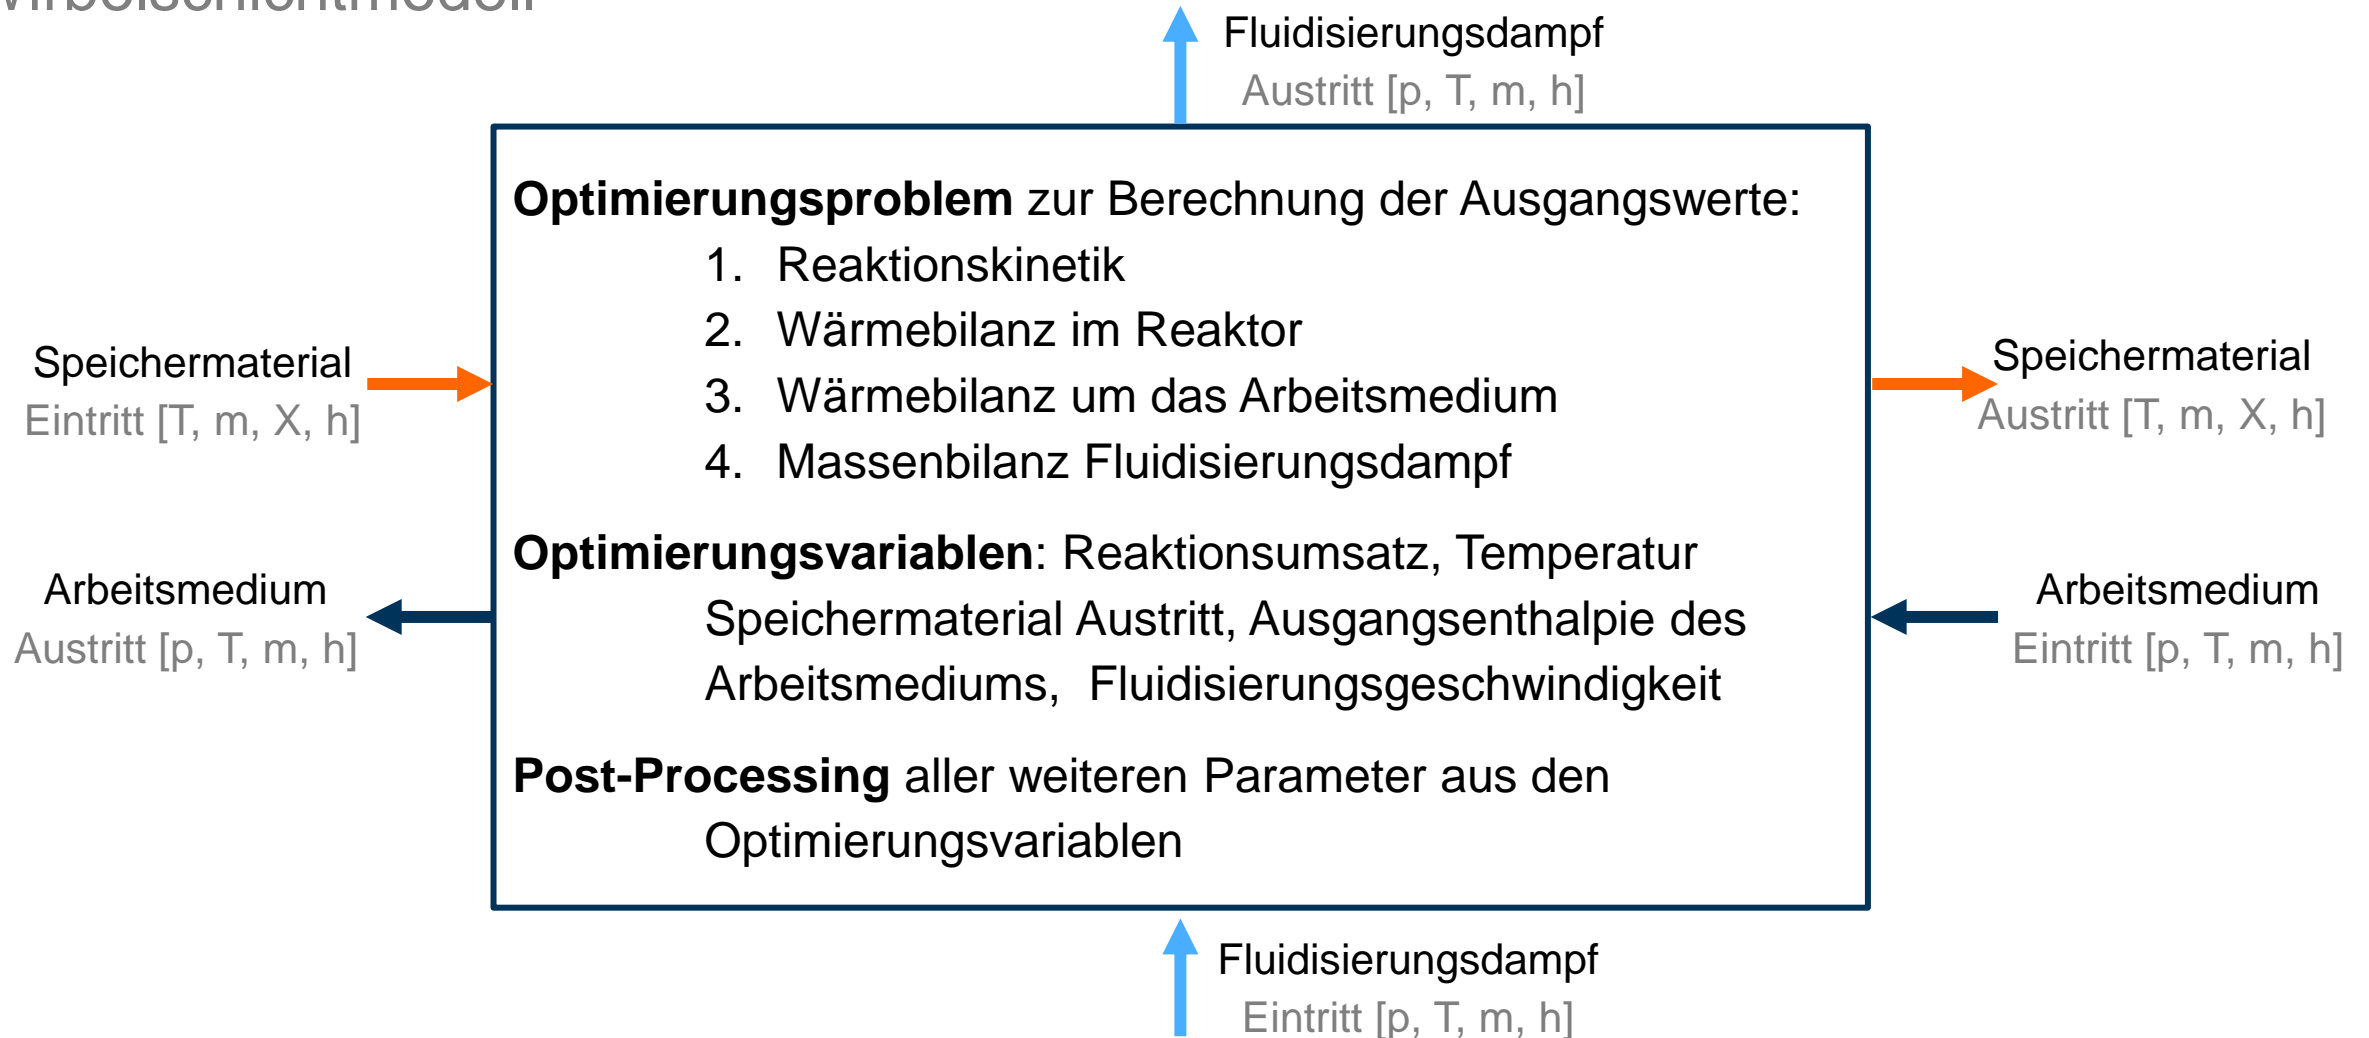 Fluidisierungsdampf
Austritt [p, T, m, h]
Optimierungsproblem zur Berechnung der Ausgangswerte:
1. Reaktionskinetik
2. Wärmebilanz im Reaktor
3. Wärmebilanz um das Arbeitsmedium
4. Massenbilanz Fluidisierungsdampf
Optimierungsvariablen: Reaktionsumsatz, Temperatur
Speichermaterial Austritt, Ausgangsenthalpie des
Arbeitsmediums, Fluidisierungsgeschwindigkeit
Post-Processing aller weiteren Parameter aus den
Optimierungsvariablen
Speichermaterial
Eintritt [T, m, X, h]
Arbeitsmedium
Austritt [p, T, m, h]
Speichermaterial
Austritt [T, m, X, h]
Arbeitsmedium
Eintritt [p, T, m, h]
Fluidisierungsdampf
Eintritt [p, T, m, h]